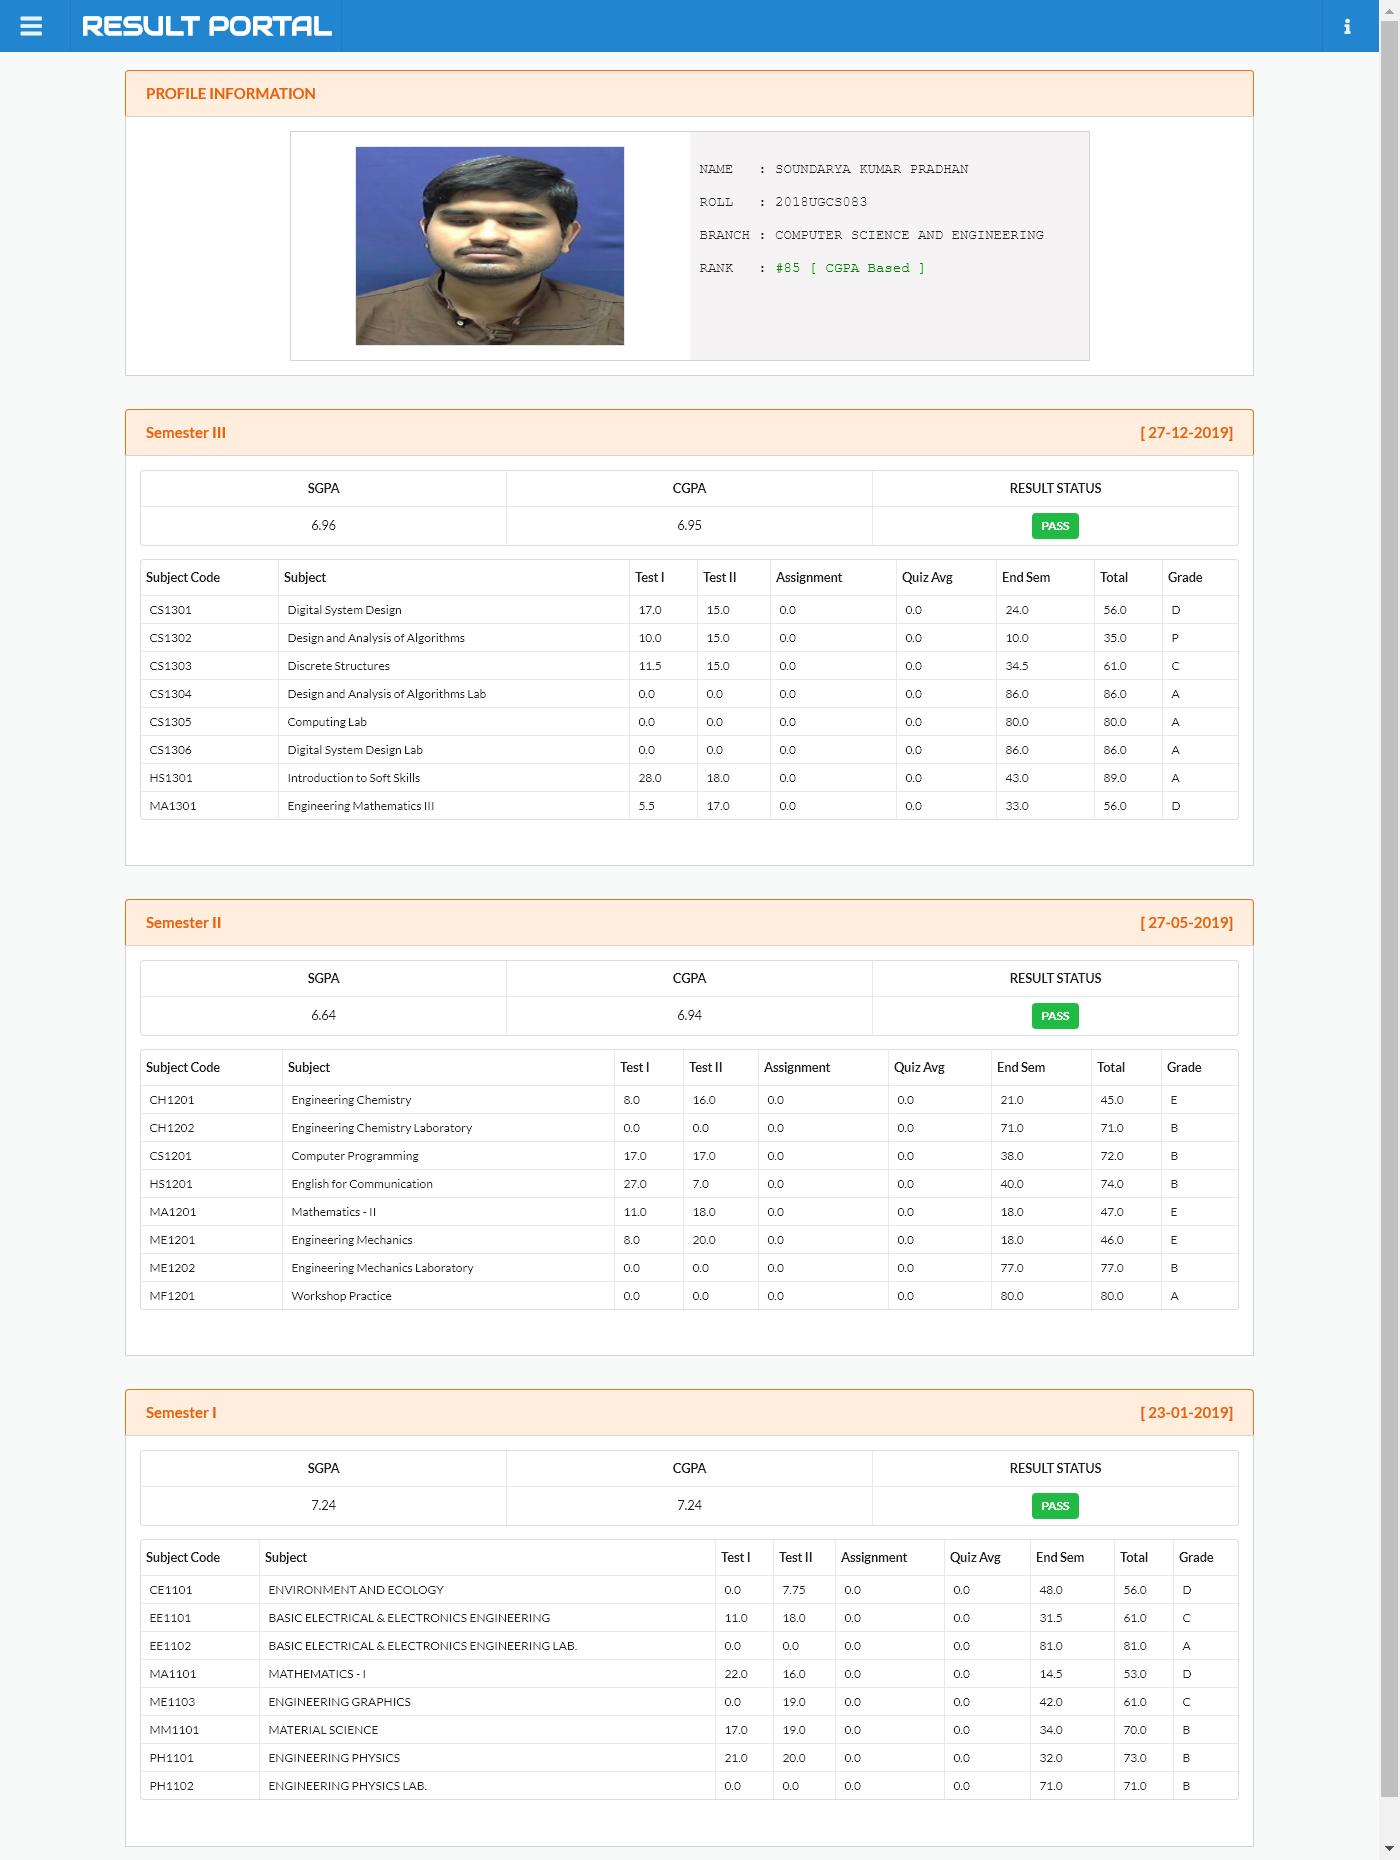 RESULT PORTAL
PROFILE INFORMATION
NAME : SOUNDARYA KUMAR PRADHAN
ROLL : 2018UGCS083
BRANCH : COMPUTER SCIENCE AND ENGINEERING
RANK : #85 [ CGPA Based ]
Semester III [ 27-12-2019]
SGPA CGPA RESULT STATUS
6.96 6.95 PASS
Subject Code Subject Test I Test II Assignment Quiz Avg End Sem Total Grade
CS1301 Digital System Design 17.0 15.0 0.0 0.0 24.0 56.0 D
CS1302 Design and Analysis of Algorithms 10.0 15.0 0.0 0.0 10.0 35.0 P
CS1303 Discrete Structures 11.5 15.0 0.0 0.0 34.5 61.0 C
CS1304 Design and Analysis of Algorithms Lab 0.0 0.0 0.0 0.0 86.0 86.0 A
CS1305 Computing Lab 0.0 0.0 0.0 0.0 80.0 80.0 A
CS1306 Digital System Design Lab 0.0 0.0 0.0 0.0 86.0 86.0 A
HS1301 Introduction to Soft Skills 28.0 18.0 0.0 0.0 43.0 89.0 A
MA1301 Engineering Mathematics III 5.5 17.0 0.0 0.0 33.0 56.0 D
Semester II [ 27-05-2019]
SGPA CGPA RESULT STATUS
6.64 6.94 PASS
Subject Code Subject Test I Test II Assignment Quiz Avg End Sem Total Grade
CH1201 Engineering Chemistry 8.0 16.0 0.0 0.0 21.0 45.0 E
CH1202 Engineering Chemistry Laboratory 0.0 0.0 0.0 0.0 71.0 71.0 B
CS1201 Computer Programming 17.0 17.0 0.0 0.0 38.0 72.0 B
HS1201 English for Communication 27.0 7.0 0.0 0.0 40.0 74.0 B
MA1201 Mathematics - II 11.0 18.0 0.0 0.0 18.0 47.0 E
ME1201 Engineering Mechanics 8.0 20.0 0.0 0.0 18.0 46.0 E
ME1202 Engineering Mechanics Laboratory 0.0 0.0 0.0 0.0 77.0 77.0 B
MF1201 Workshop Practice 0.0 0.0 0.0 0.0 80.0 80.0 A
Semester I [ 23-01-2019]
SGPA CGPA RESULT STATUS
7.24 7.24 PASS
Subject Code Subject Test I Test II Assignment Quiz Avg End Sem Total Grade
CE1101 ENVIRONMENT AND ECOLOGY 0.0 7.75 0.0 0.0 48.0 56.0 D
EE1101 BASIC ELECTRICAL & ELECTRONICS ENGINEERING 11.0 18.0 0.0 0.0 31.5 61.0 C
EE1102 BASIC ELECTRICAL & ELECTRONICS ENGINEERING LAB. 0.0 0.0 0.0 0.0 81.0 81.0 A
MA1101 MATHEMATICS - I 22.0 16.0 0.0 0.0 14.5 53.0 D
ME1103 ENGINEERING GRAPHICS 0.0 19.0 0.0 0.0 42.0 61.0 C
MM1101 MATERIAL SCIENCE 17.0 19.0 0.0 0.0 34.0 70.0 B
PH1101 ENGINEERING PHYSICS 21.0 20.0 0.0 0.0 32.0 73.0 B
PH1102 ENGINEERING PHYSICS LAB. 0.0 0.0 0.0 0.0 71.0 71.0 B